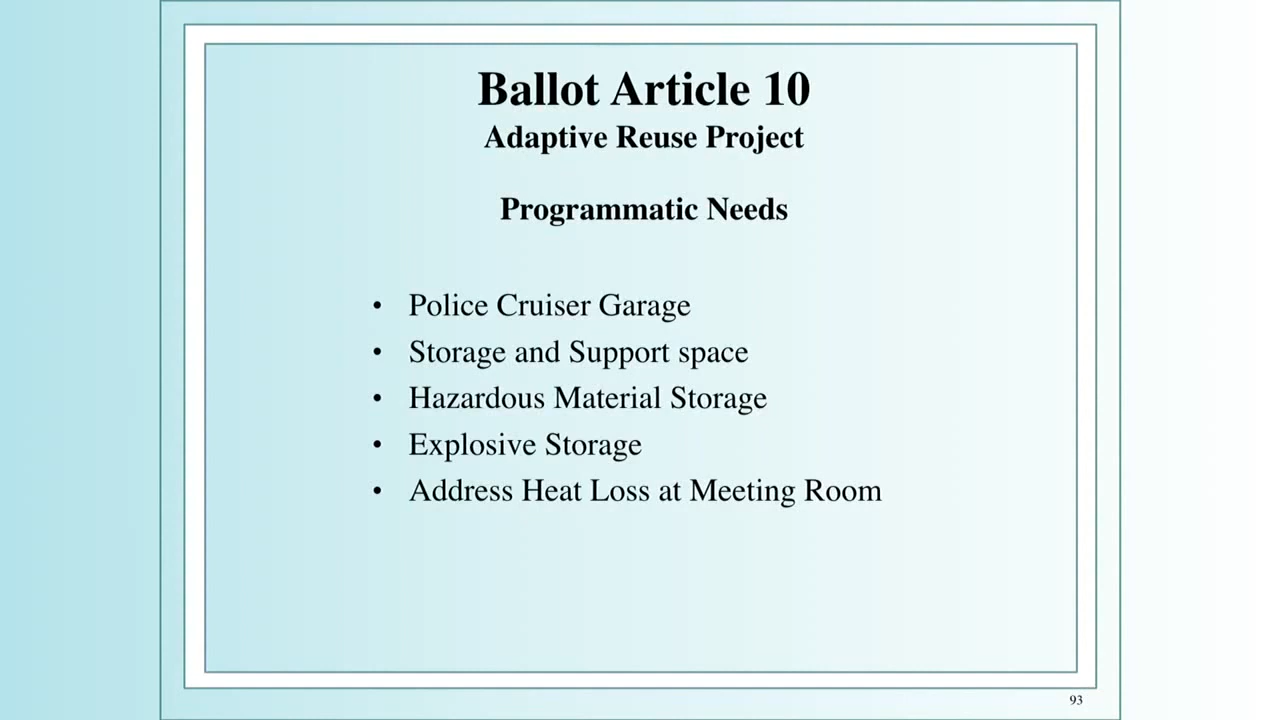 Ballot Article 10
Adaptive Reuse Project
Programmatic Needs
• Police Cruiser Garage
• Storage and Support space
• Hazardous Material Storage
• Explosive Storage
• Address Heat Loss at Meeting Room
93